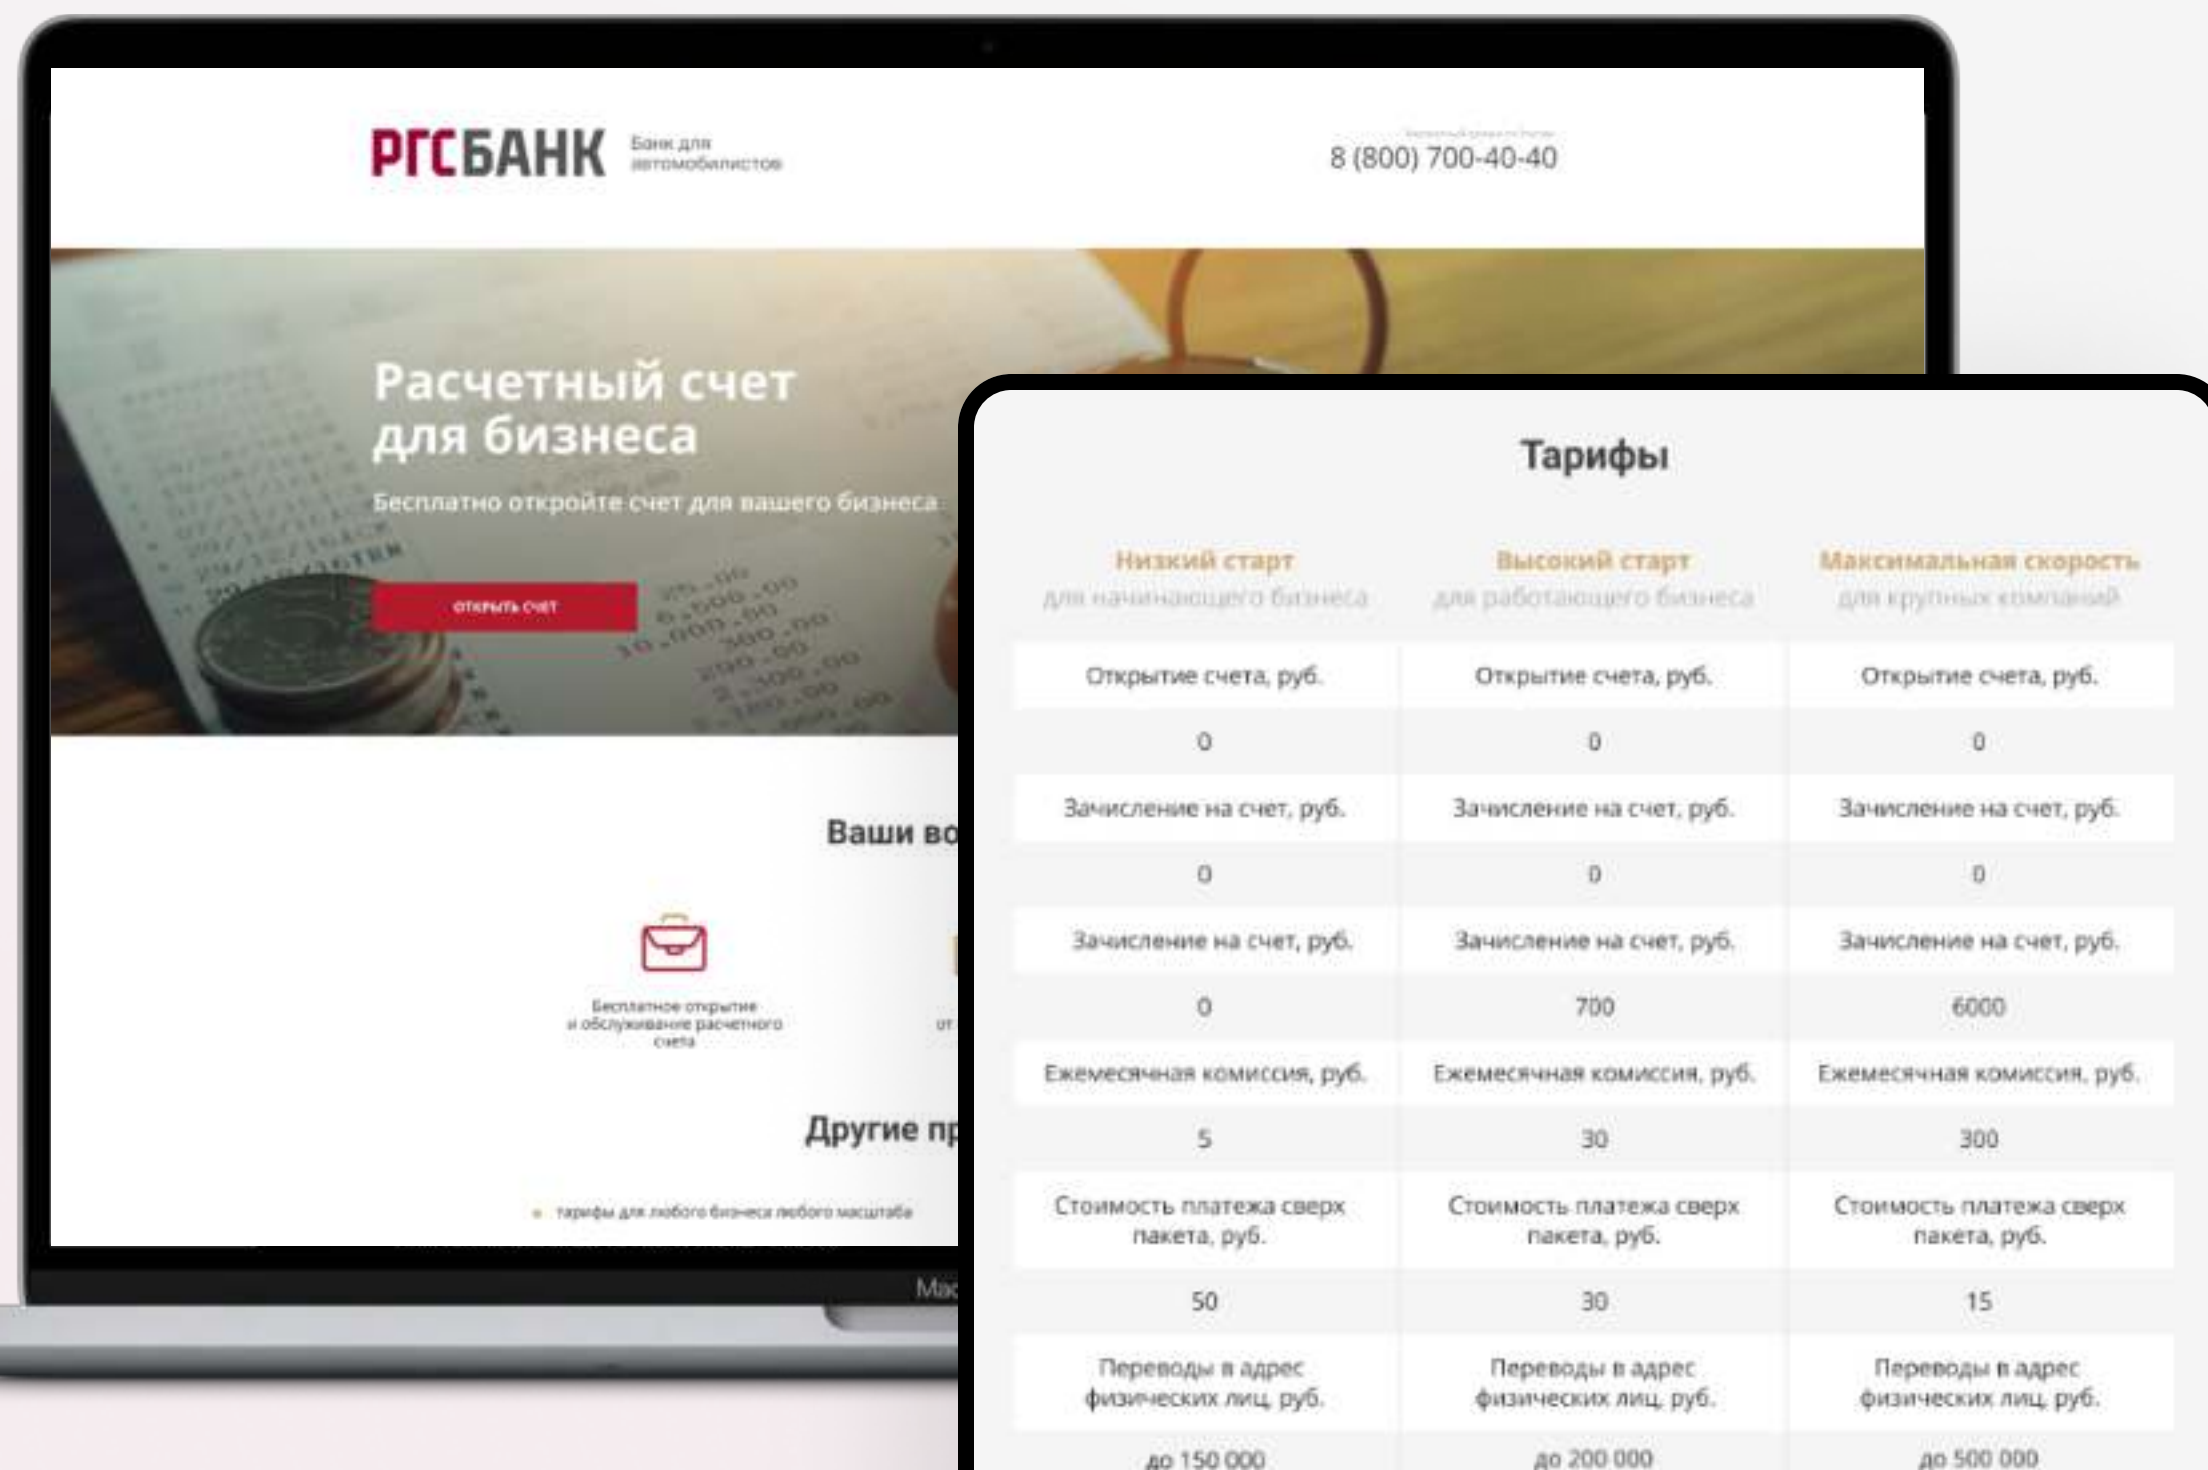 РГСБАНК
Банк для
автомобилистов
8 (800) 700-40-40
Расчетный счет
для бизнеса
Бесплатно откройте счет для вашего бизнеса
ОТКРЫТЬ СЧЕТ
Ваши во
Бесплатное открытие
и обслуживание расчетного
счета
от
Другие пр
тарифы для любого бизнеса любого масштаба
Mac
Тарифы
Низкий старт Высокий старт Максимальная скорость
для начинающего бизнеса для работающего бизнеса для крупных компаний
Открытие счета, руб. Открытие счета, руб. Открытие счета, руб.
0 0 0
Зачисление на счет, руб. Зачисление на счет, руб. Зачисление на счет, руб.
0 0 0
Зачисление на счет, руб. Зачисление на счет, руб. Зачисление на счет, руб.
0 700 6000
Ежемесячная комиссия, руб. Ежемесячная комиссия, руб. Ежемесячная комиссия, руб.
5 30 300
Стоимость платежа сверх Стоимость платежа сверх Стоимость платежа сверх
пакета, руб. пакета, руб. пакета, руб.
50 30 15
Переводы в адрес Переводы в адрес Переводы в адрес
физических лиц, руб. физических лиц, руб. физических лиц, руб.
до 150 000 до 200 000 до 500 000